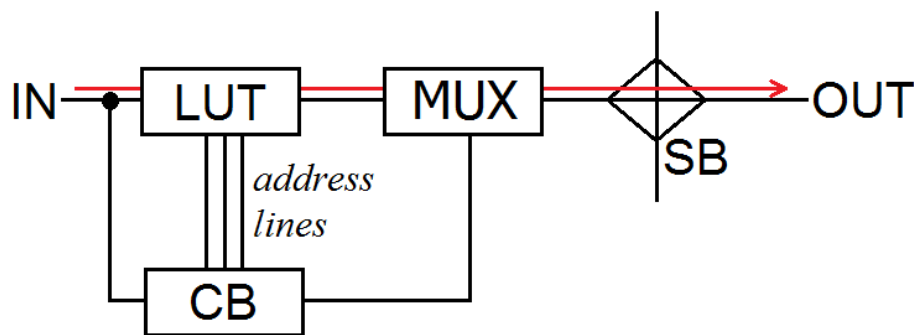 IN
LUT
MUX
OUT
SB
address
lines
CB